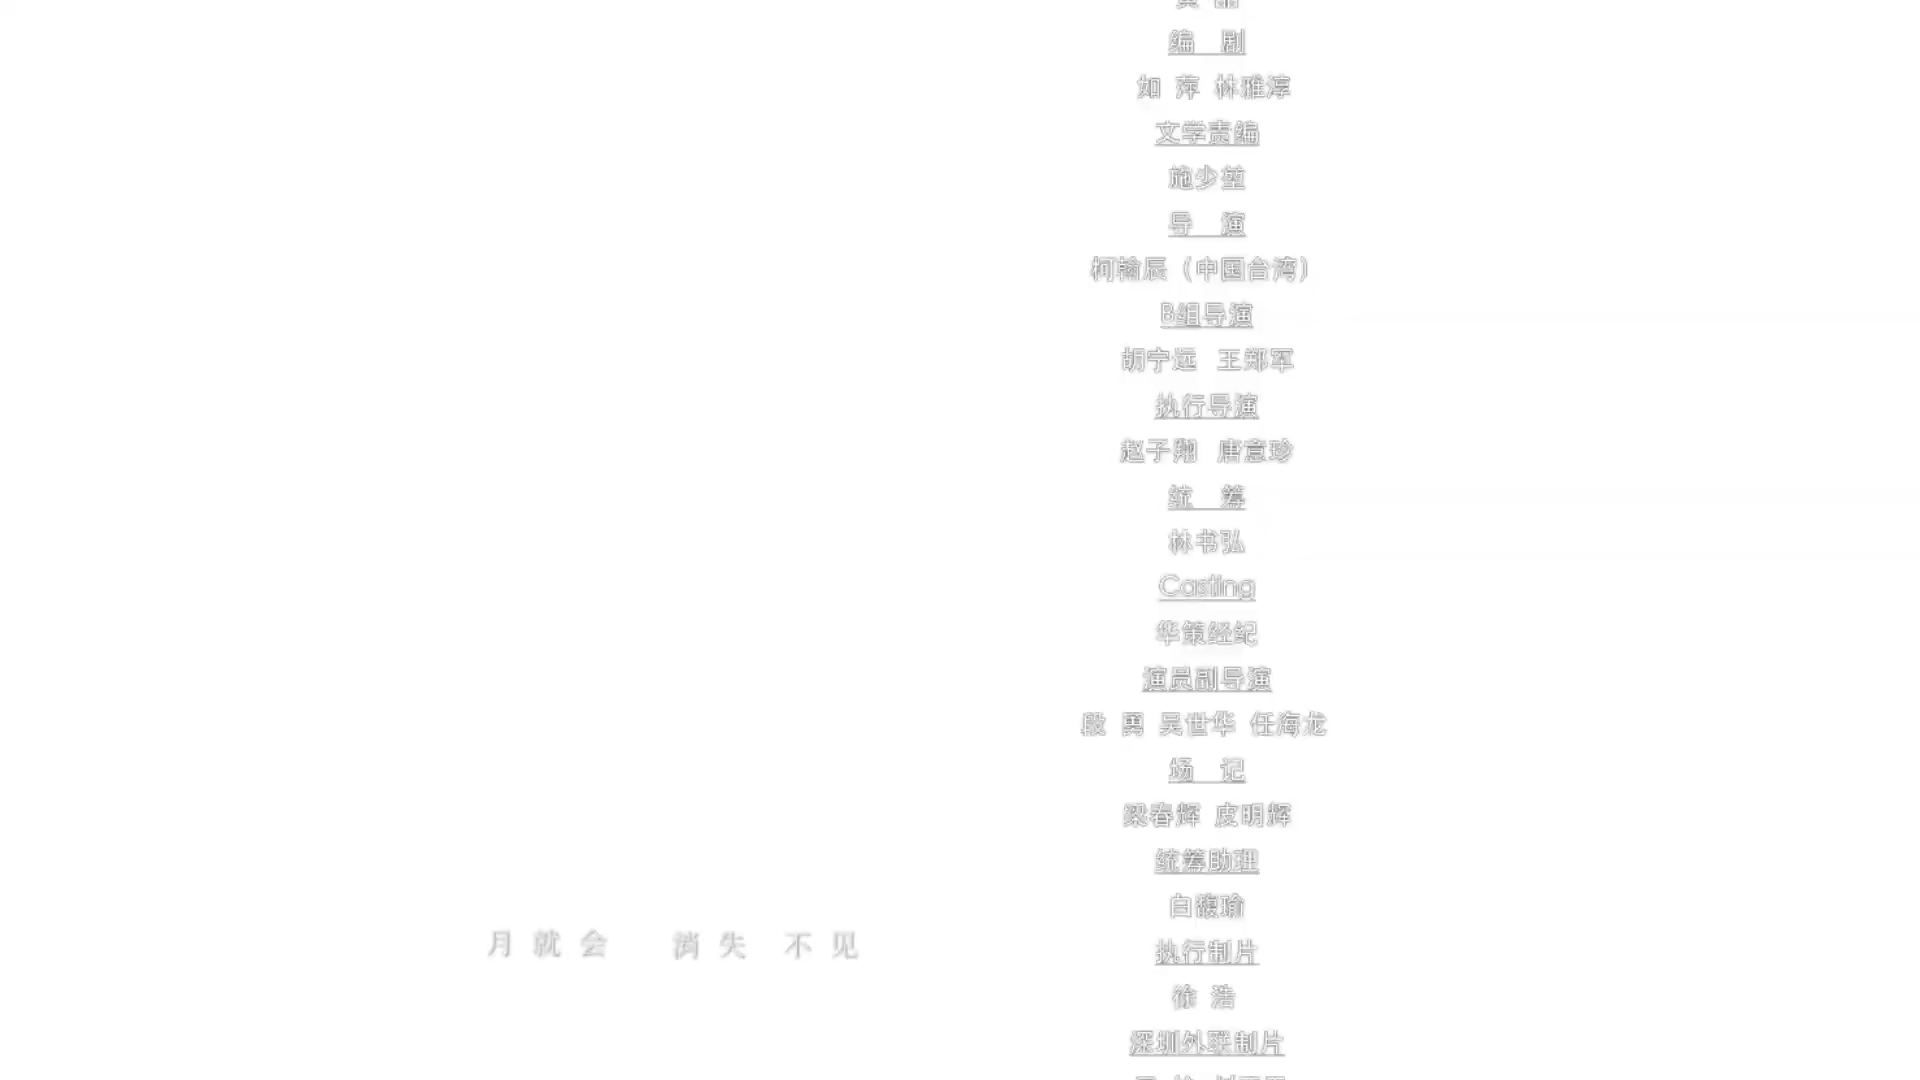 编 剧
如 萍 林雅淳
文学责编
施少堃
导 演
柯翰辰（中国台湾）
B组导演
胡宁远 王郑军
执行导演
赵子翔 唐意珍
统 筹
林书弘
Casting
华策经纪
演员副导演
段 勇 吴世华 任海龙
场 记
梁春辉 皮明辉
统筹助理
白馥瑜
月就会 消失 不见
执行制片
徐 浩
深圳外联制片